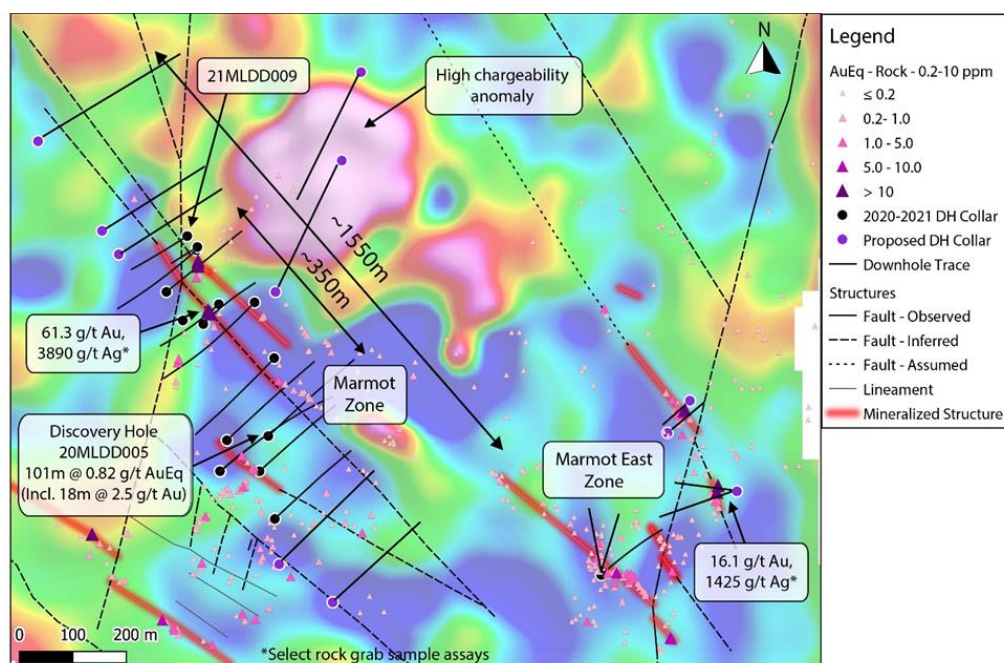 21MLDD009
High chargeability
anomaly
N
~1550m
~350m
61.3 g/t Au,
3890 g/t Ag*
Marmot
Zone
Discovery Hole
20MLDD005
101m @ 0.82 g/t AuEq
(Incl. 18m @ 2.5 g/t Au)
Marmot East
Zone
16.1 g/t Au,
1425 g/t Ag*
0 100 200 m
*Select rock grab sample assays
Legend
AuEq - Rock - 0.2-10 ppm
≤ 0.2
0.2- 1.0
1.0 - 5.0
5.0 - 10.0
> 10
2020-2021 DH Collar
Proposed DH Collar
Downhole Trace
Structures
Fault - Observed
Fault - Inferred
Fault - Assumed
Lineament
Mineralized Structure